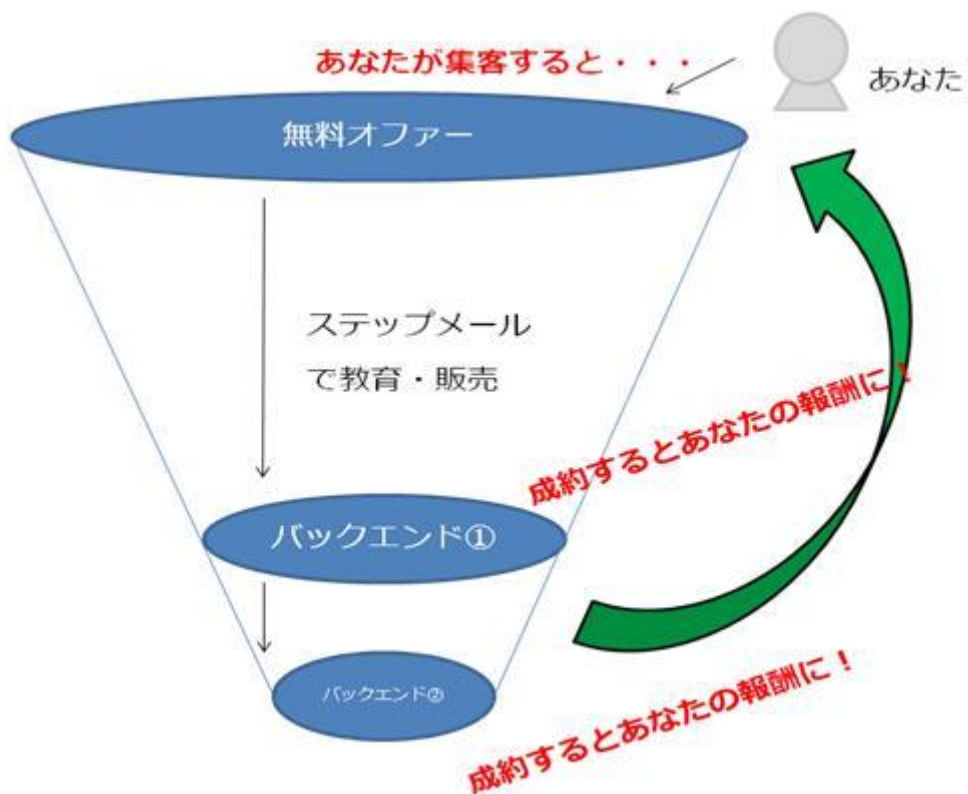 あなたが集客すると・・・
あなた
無料オファー
ステップメール
で教育・販売
成約するとあなたの報酬に！
バックエンド①
バックエンド②
成約するとあなたの報酬に！